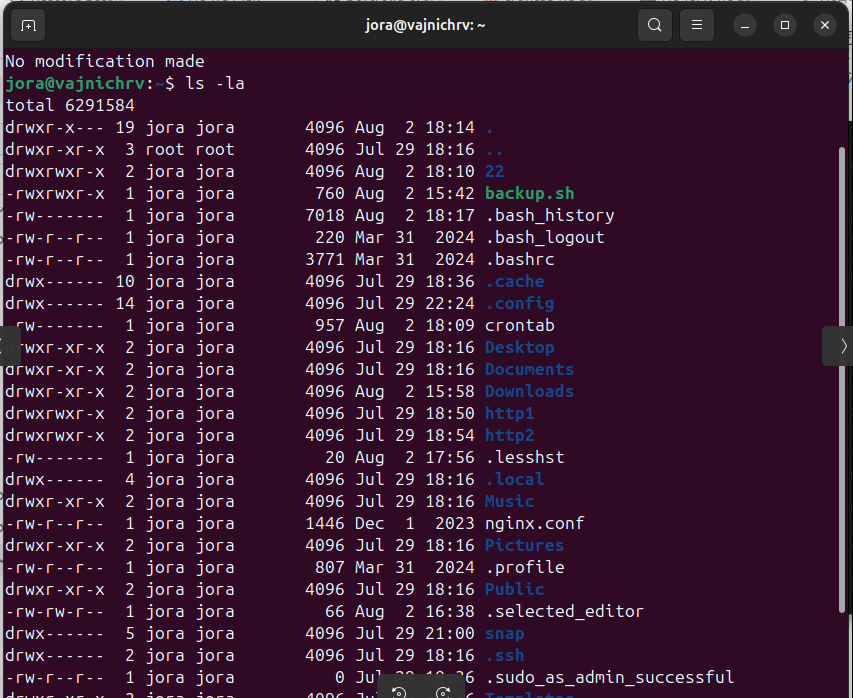 jora@vajnichrv: ~
No modification made
jora@vajnichrv:~$ ls -la
total 6291584
drwxr-x--- 19 jora jora       4096 Aug  2 18:14 .
drwxr-xr-x  3 root root       4096 Jul 29 18:16 ..
drwxrwxr-x  2 jora jora       4096 Aug  2 18:10 22
-rwxrwxr-x  1 jora jora        760 Aug  2 15:42 backup.sh
-rw-------  1 jora jora       7018 Aug  2 18:17 .bash_history
-rw-r--r--  1 jora jora        220 Mar 31  2024 .bash_logout
-rw-r--r--  1 jora jora       3771 Mar 31  2024 .bashrc
drwx------ 10 jora jora       4096 Jul 29 18:36 .cache
drwx------ 14 jora jora       4096 Jul 29 22:24 .config
-rw-------  1 jora jora        957 Aug  2 18:09 crontab
drwxr-xr-x  2 jora jora       4096 Jul 29 18:16 Desktop
drwxr-xr-x  2 jora jora       4096 Jul 29 18:16 Documents
drwxr-xr-x  2 jora jora       4096 Aug  2 15:58 Downloads
drwxrwxr-x  2 jora jora       4096 Jul 29 18:50 http1
drwxrwxr-x  2 jora jora       4096 Jul 29 18:54 http2
-rw-------  1 jora jora         20 Aug  2 17:56 .lesshst
drwx------  4 jora jora       4096 Jul 29 18:16 .local
drwxr-xr-x  2 jora jora       4096 Jul 29 18:16 Music
-rw-r--r--  1 jora jora       1446 Dec  1  2023 nginx.conf
drwxr-xr-x  2 jora jora       4096 Jul 29 18:16 Pictures
-rw-r--r--  1 jora jora        807 Mar 31  2024 .profile
drwxr-xr-x  2 jora jora       4096 Jul 29 18:16 Public
-rw-rw-r--  1 jora jora         66 Aug  2 16:38 .selected_editor
drwx------  5 jora jora       4096 Jul 29 21:00 snap
drwx------  2 jora jora       4096 Jul 29 18:16 .ssh
-rw-r--r--  1 jora jora          0 Jul .sudo_as_admin_successful
drwxr-xr-x  2 jora jora       4096 Templates